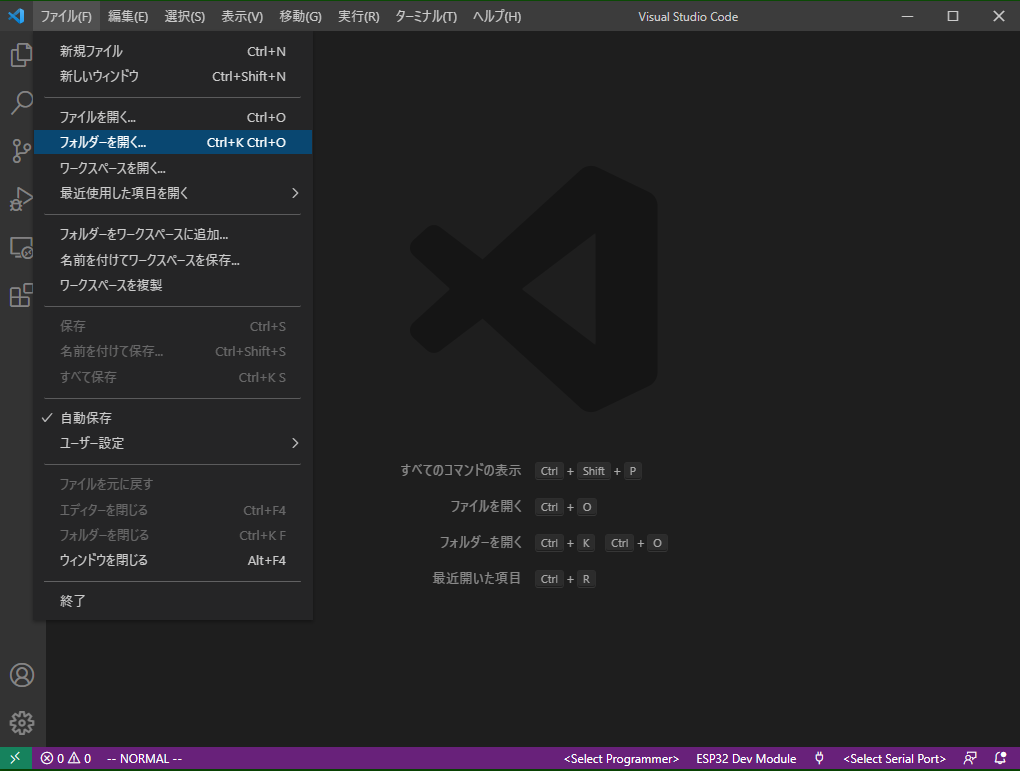 ファイル(F) 編集(E) 選択(S) 表示(V) 移動(G) 実行(R) ターミナル(T) ヘルプ(H) Visual Studio Code
新規ファイル Ctrl+N
新しいウィンドウ Ctrl+Shift+N
ファイルを開く... Ctrl+O
フォルダーを開く... Ctrl+K Ctrl+O
ワークスペースを開く...
最近使用した項目を開く
フォルダーをワークスペースに追加...
名前を付けてワークスペースを保存...
ワークスペースを複製
保存 Ctrl+S
名前を付けて保存... Ctrl+Shift+S
すべて保存 Ctrl+K S
自動保存
ユーザー設定
ファイルを元に戻す
エディターを閉じる Ctrl+F4
フォルダーを閉じる Ctrl+K F
ウィンドウを閉じる Alt+F4
終了
すべてのコマンドの表示 Ctrl + Shift + P
ファイルを開く Ctrl + O
フォルダーを開く Ctrl + K Ctrl + O
最近開いた項目 Ctrl + R
0 0 -- NORMAL -- <Select Programmer> ESP32 Dev Module <Select Serial Port>